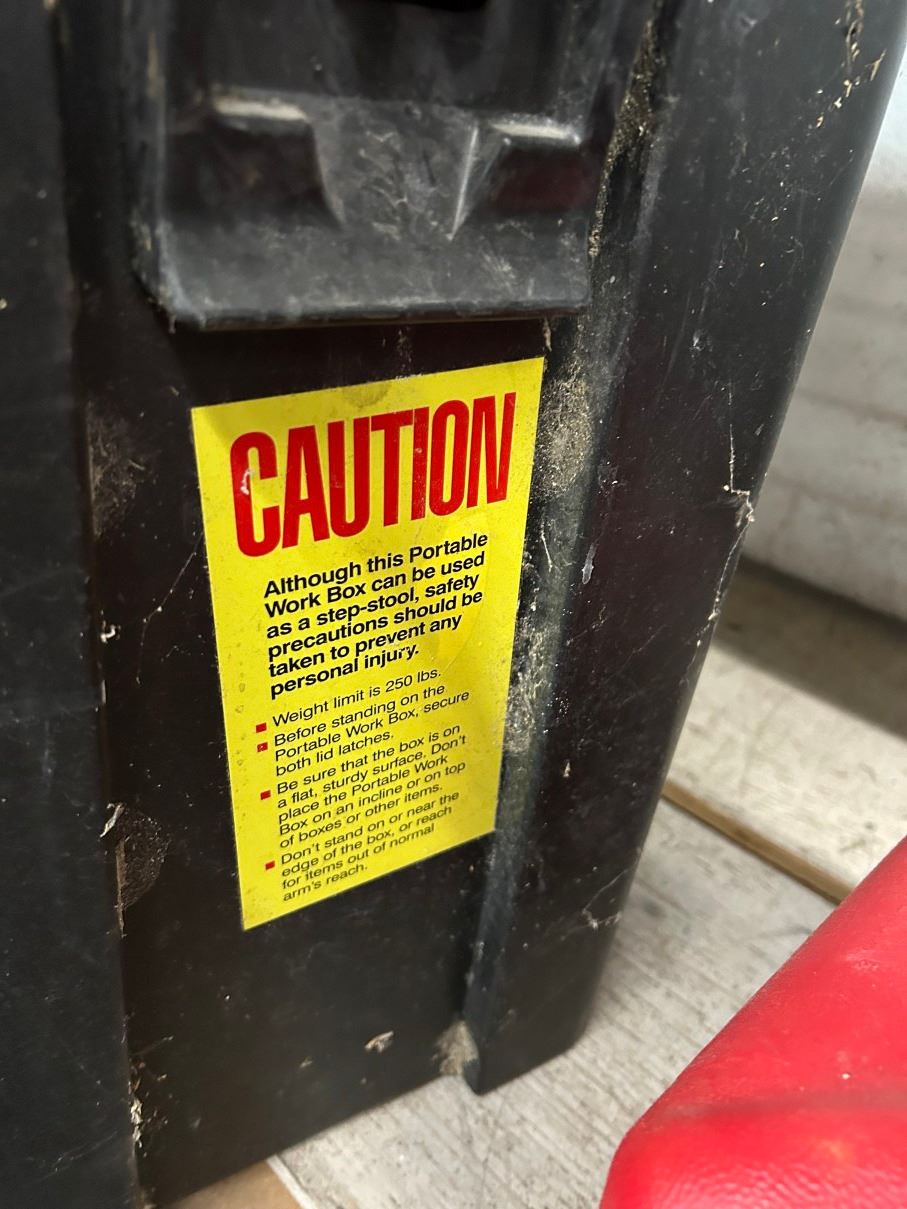 CAUTION
Although this Portable
Work Box can be used
as a step-stool, safety
precautions should be
taken to prevent any
personal injury.
Weight limit is 250 lbs.
Before standing on the
Portable Work Box, secure
both lid latches.
Be sure that the box is on
a flat, sturdy surface. Don't
place the Portable Work
Box on an incline or on top
of boxes or other items.
Don't stand on or near the
edge of the box, or reach
for items out of normal
arm's reach.